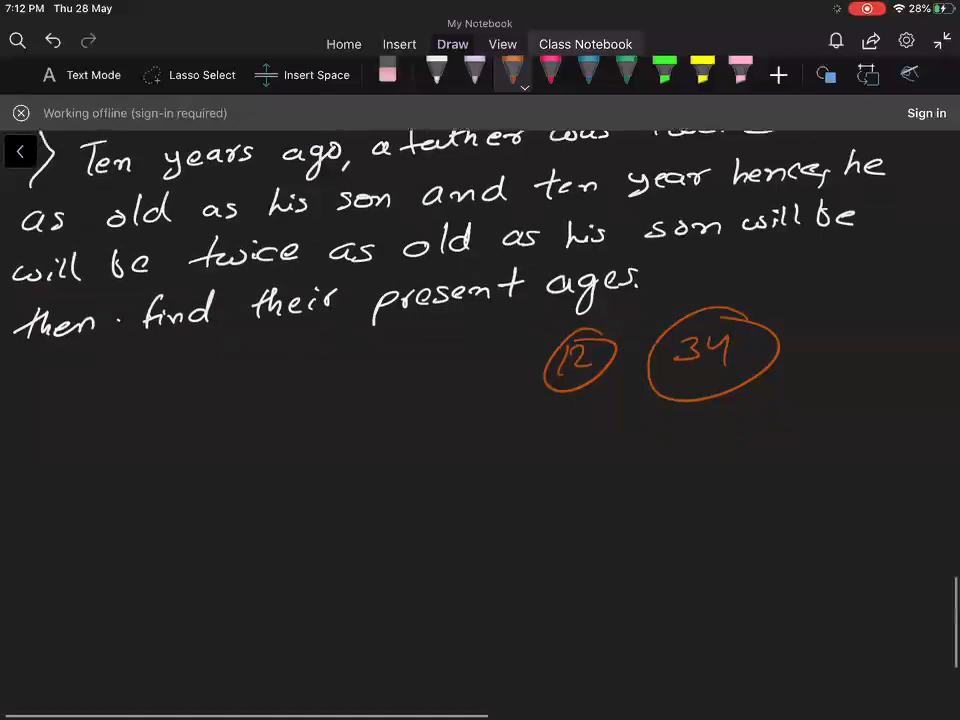 7:12 PM Thu 28 May
28%
My Notebook
Home Insert Draw View Class Notebook
Text Mode Lasso Select Insert Space
Working offline (sign-in required) Sign in
Ten years ago, a father was
as old as his son and ten year hence, he
will be twice as old as his son will be
then. find their present ages.
12 34